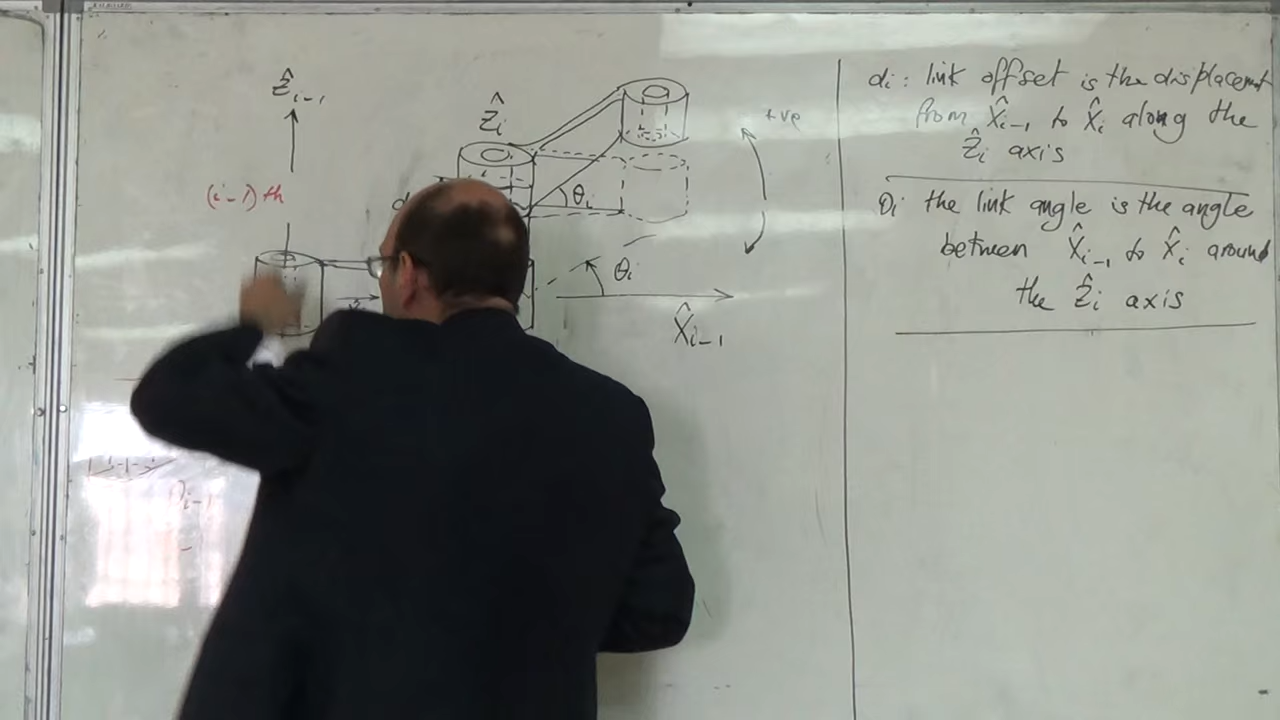 Ẑi-1
(i-1)th
Ẑi
θi
+ve
θi
X̂i-1
di : link offset is the displacement
from X̂i-1 to X̂i along the
Ẑi axis
θi the link angle is the angle
between X̂i-1 to X̂i around
the Ẑi axis